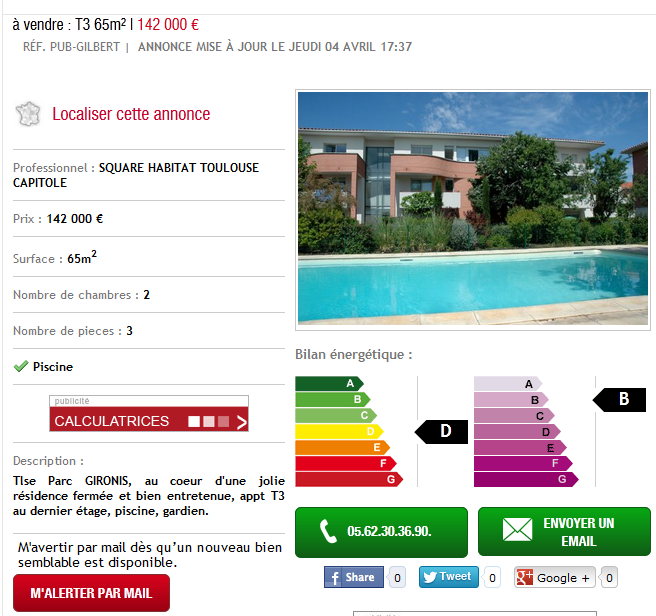 à vendre : T3 65m² | 142 000 €
RÉF. PUB-GILBERT | ANNONCE MISE À JOUR LE JEUDI 04 AVRIL 17:37
Localiser cette annonce
Professionnel : SQUARE HABITAT TOULOUSE
CAPITOLE
Prix : 142 000 €
Surface : 65m²
Nombre de chambres : 2
Nombre de pieces : 3
Piscine
publicité
CALCULATRICES
Description :
Tlse Parc GIRONIS, au coeur d'une jolie
résidence fermée et bien entretenue, appt T3
au dernier étage, piscine, gardien.
M'avertir par mail dès qu’un nouveau bien
semblable est disponible.
M'ALERTER PAR MAIL
Bilan énergétique :
A
B
C
D
E
F
G
D
A
B
C
D
E
F
G
B
05.62.30.36.90.
ENVOYER UN
EMAIL
f Share 0
Tweet 0
g+ Google + 0